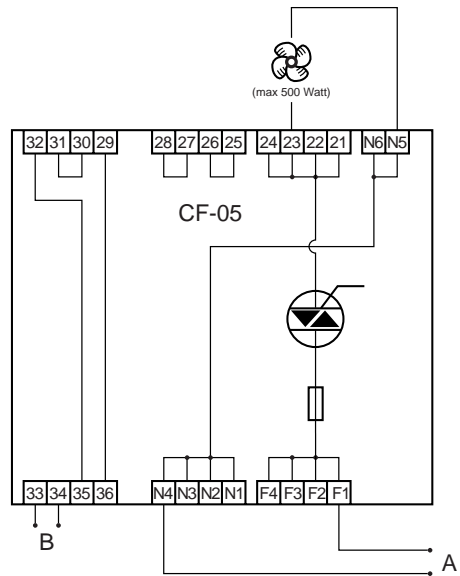 (max 500 Watt)
32 31 30 29 28 27 26 25 24 23 22 21 N6 N5
CF-05
33 34 35 36 N4 N3 N2 N1 F4 F3 F2 F1
B
A